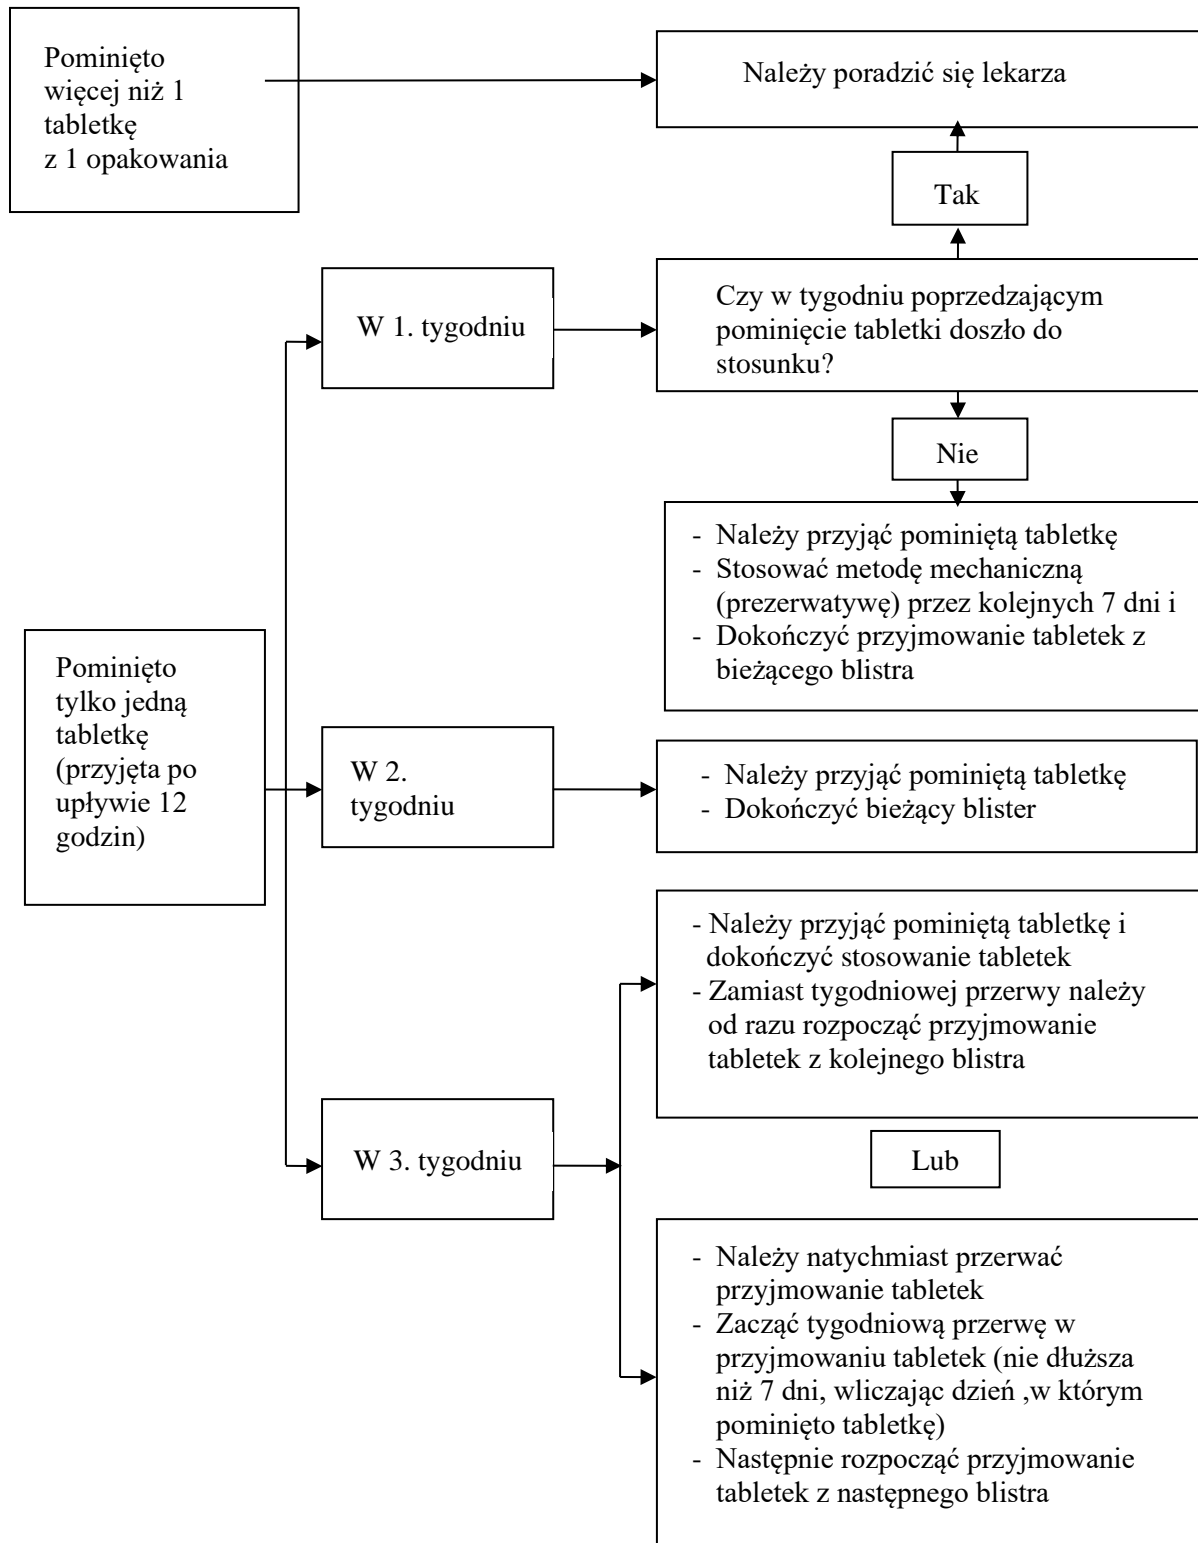 Pominięto
więcej niż 1
tabletkę
z 1 opakowania
Należy poradzić się lekarza
Tak
W 1. tygodniu
Czy w tygodniu poprzedzającym
pominięcie tabletki doszło do
stosunku?
Nie
- Należy przyjąć pominiętą tabletkę
- Stosować metodę mechaniczną
(prezerwatywę) przez kolejnych 7 dni i
- Dokończyć przyjmowanie tabletek z
bieżącego blistra
Pominięto
tylko jedną
tabletkę
(przyjęta po
upływie 12
godzin)
W 2.
tygodniu
- Należy przyjąć pominiętą tabletkę
- Dokończyć bieżący blister
- Należy przyjąć pominiętą tabletkę i
dokończyć stosowanie tabletek
- Zamiast tygodniowej przerwy należy
od razu rozpocząć przyjmowanie
tabletek z kolejnego blistra
W 3. tygodniu
Lub
- Należy natychmiast przerwać
przyjmowanie tabletek
- Zacząć tygodniową przerwę w
przyjmowaniu tabletek (nie dłuższa
niż 7 dni, wliczając dzień ,w którym
pominięto tabletkę)
- Następnie rozpocząć przyjmowanie
tabletek z następnego blistra